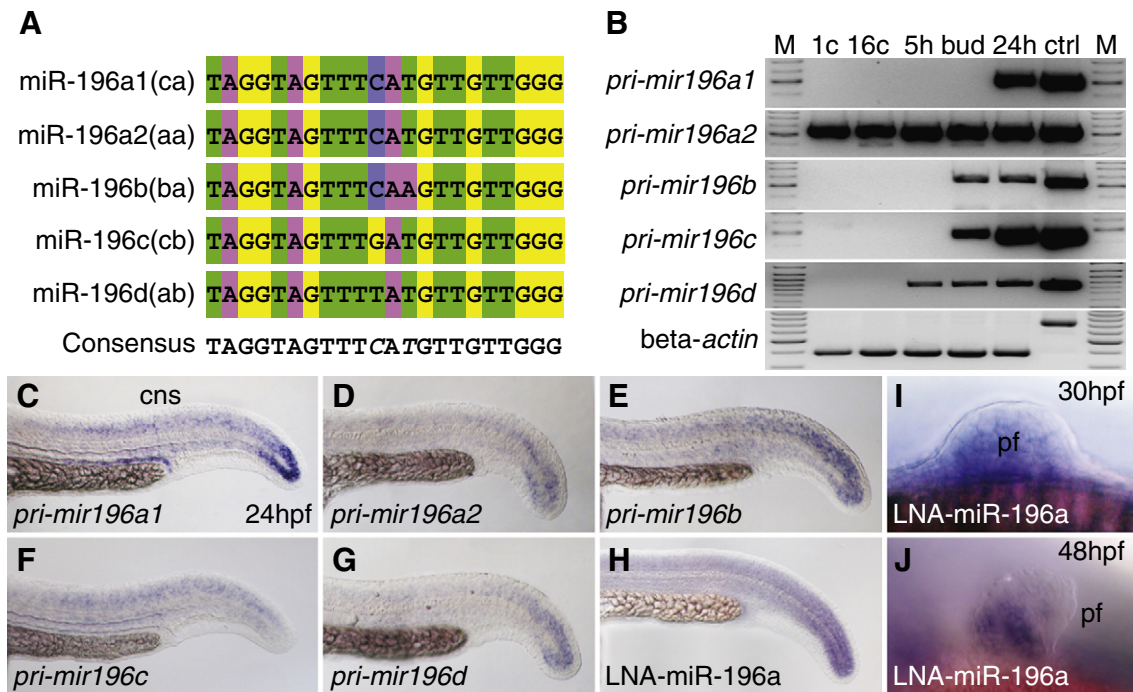 A
miR-196a1(ca) TAGGTAGTTTCATGTTGTTGGG
miR-196a2(aa) TAGGTAGTTTCATGTTGTTGGG
miR-196b(ba) TAGGTAGTTTCAAGTTGTTGGG
miR-196c(cb) TAGGTAGTTTGATGTTGTTGGG
miR-196d(ab) TAGGTAGTTTTATGTTGTTGGG
Consensus TAGGTAGTTTCATGTTGTTGGG
B
M 1c 16c 5h bud 24h ctrl M
pri-mir196a1
pri-mir196a2
pri-mir196b
pri-mir196c
pri-mir196d
beta-actin
C cns
pri-mir196a1 24hpf
D
pri-mir196a2
E
pri-mir196b
I 30hpf
pf
LNA-miR-196a
F
pri-mir196c
G
pri-mir196d
H
LNA-miR-196a
J 48hpf
pf
LNA-miR-196a